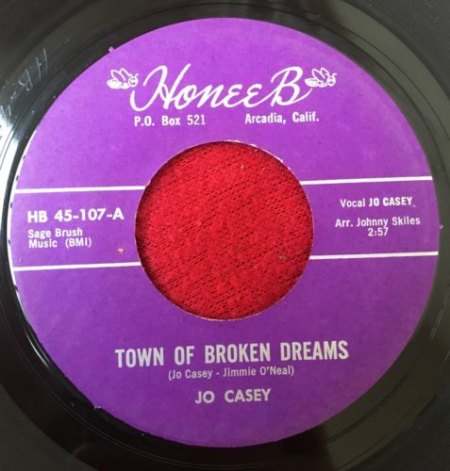 HoneeB
P.O. Box 521 Arcadia, Calif.
HB 45-107-A
Sage Brush
Music (BMI)
Vocal JO CASEY
Arr. Johnny Skiles
2:57
TOWN OF BROKEN DREAMS
(Jo Casey - Jimmie O'Neal)
JO CASEY